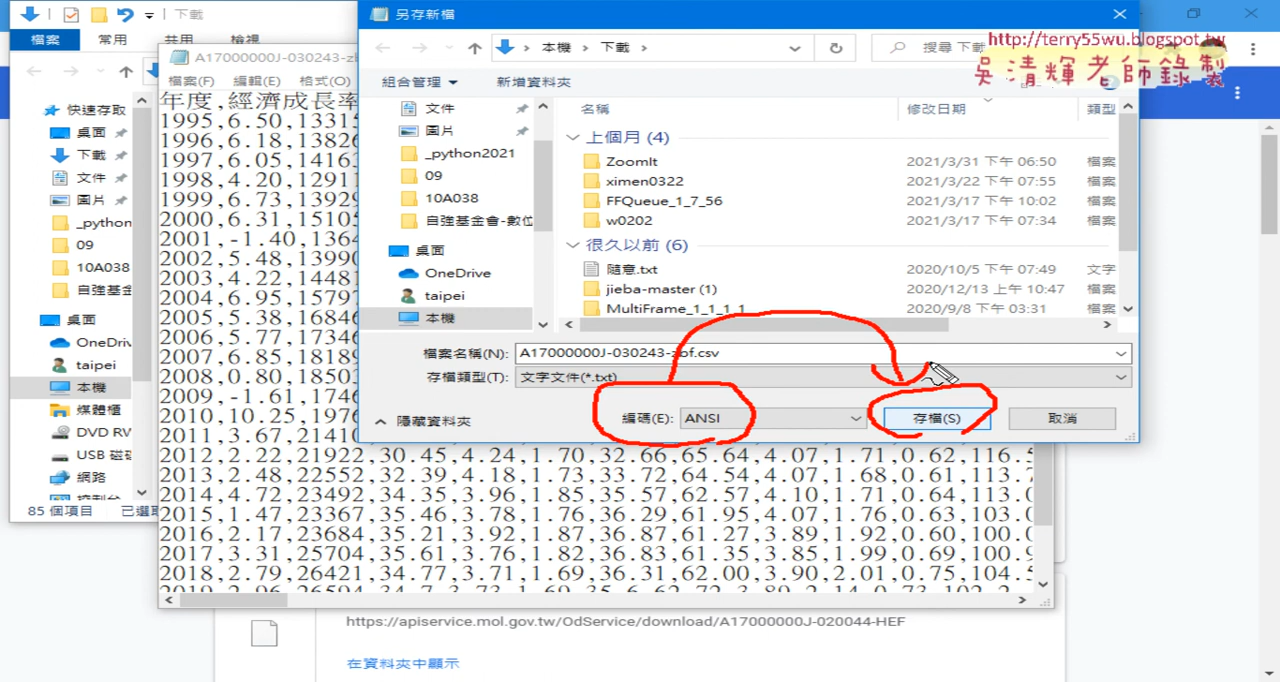 下載
檔案
常用
共用
檢視
快速存取
桌面
下載
文件
圖片
_python
09
10A038
自強基金
桌面
OneDriv
taipei
本機
媒體櫃
DVD RV
USB 磁碟
網路
控制台
85 個項目
A17000000J-030243-z
檔案(F) 編輯(E) 格式(O)
年度,經濟成長率
1995,6.50,13315
1996,6.18,13826
1997,6.05,14163
1998,4.20,12911
1999,6.73,13929
2000,6.31,15105
2001,-1.40,1364
2002,5.48,13990
2003,4.22,14481
2004,6.95,15797
2005,5.38,16846
2006,5.77,17346
2007,6.85,18189
2008,0.80,18503
2009,-1.61,1746
2010,10.25,1976
2011,3.67,21410
2012,2.22,21922,30.45,4.24,1.70,32.66,65.64,4.07,1.71,0.62,116.5
2013,2.48,22552,32.39,4.18,1.73,33.72,64.54,4.07,1.68,0.61,113.7
2014,4.72,23492,34.35,3.96,1.85,35.57,62.57,4.10,1.71,0.64,113.0
2015,1.47,23367,35.46,3.78,1.76,36.29,61.95,4.07,1.76,0.63,103.0
2016,2.17,23684,35.21,3.92,1.87,36.87,61.27,3.89,1.92,0.60,100.0
2017,3.31,25704,35.61,3.76,1.82,36.83,61.35,3.85,1.99,0.69,100.9
2018,2.79,26421,34.77,3.71,1.69,36.31,62.00,3.90,2.01,0.75,104.5
另存新檔
本機 › 下載 ›
搜尋 下載
http://terry55wu.blogspot.tw
吳清輝老師錄製
組合管理
新增資料夾
文件
圖片
_python2021
09
10A038
自強基金會-數位
桌面
OneDrive
taipei
本機
名稱 修改日期 類型
上個月 (4)
ZoomIt 2021/3/31 下午 06:50 檔案
ximen0322 2021/3/22 下午 07:55 檔案
FFQueue_1_7_56 2021/3/17 下午 10:02 檔案
w0202 2021/3/17 下午 07:34 檔案
很久以前 (6)
隨意.txt 2020/10/5 下午 07:49 文字
jieba-master (1) 2020/12/13 上午 10:47 檔案
MultiFrame_1_1_1_1 2020/9/8 下午 03:31 檔案
檔案名稱(N): A17000000J-030243-zof.csv
存檔類型(T): 文字文件(*.txt)
隱藏資料夾
編碼(E): ANSI
存檔(S)
取消
https://apiservice.mol.gov.tw/OdService/download/A17000000J-020044-HEF
在資料夾中顯示